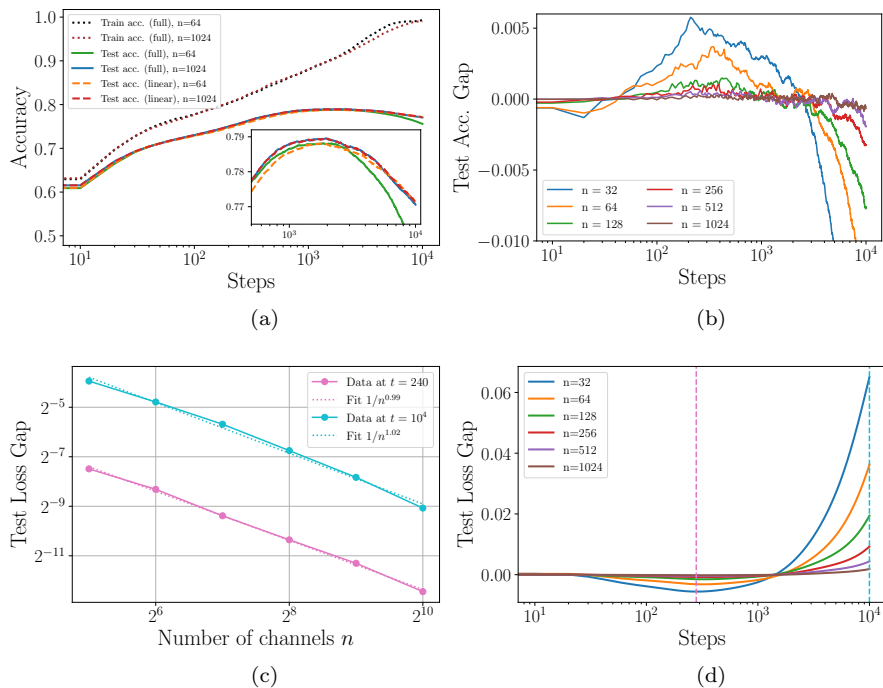 1.0
0.9
0.8
0.7
0.6
0.5
Accuracy
Train acc. (full), n=64
Train acc. (full), n=1024
Test acc. (full), n=64
Test acc. (full), n=1024
Test acc. (linear), n=64
Test acc. (linear), n=1024
0.79
0.78
0.77
10³
10⁴
10¹
10²
10³
10⁴
Steps
(a)
0.005
0.000
−0.005
−0.010
Test Acc. Gap
n = 32
n = 64
n = 128
n = 256
n = 512
n = 1024
10¹
10²
10³
10⁴
Steps
(b)
2⁻⁵
2⁻⁷
2⁻⁹
2⁻¹¹
Test Loss Gap
Data at t = 240
Fit 1/n^0.99
Data at t = 10⁴
Fit 1/n^1.02
2⁶
2⁸
2¹⁰
Number of channels n
(c)
0.06
0.04
0.02
0.00
Test Loss Gap
n=32
n=64
n=128
n=256
n=512
n=1024
10¹
10²
10³
10⁴
Steps
(d)